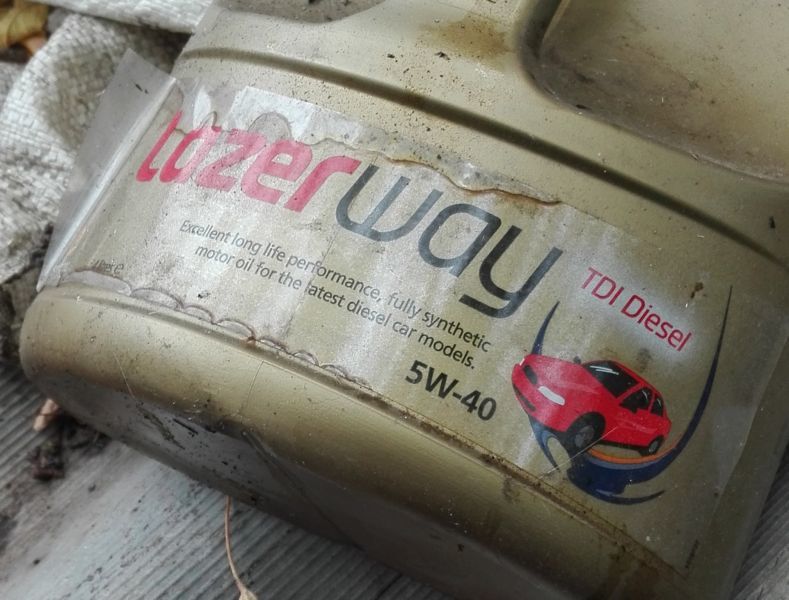 lazerway
TDI Diesel
Excellent long life performance, fully synthetic
motor oil for the latest diesel car models.
5W-40